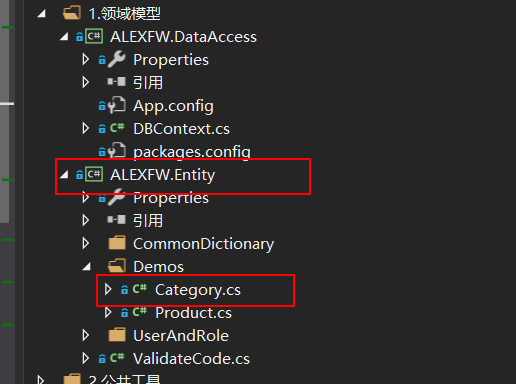 1.领域模型
C# ALEXFW.DataAccess
Properties
引用
App.config
C# DBContext.cs
packages.config
C# ALEXFW.Entity
Properties
引用
CommonDictionary
Demos
C# Category.cs
C# Product.cs
UserAndRole
C# ValidateCode.cs
2.公共工具